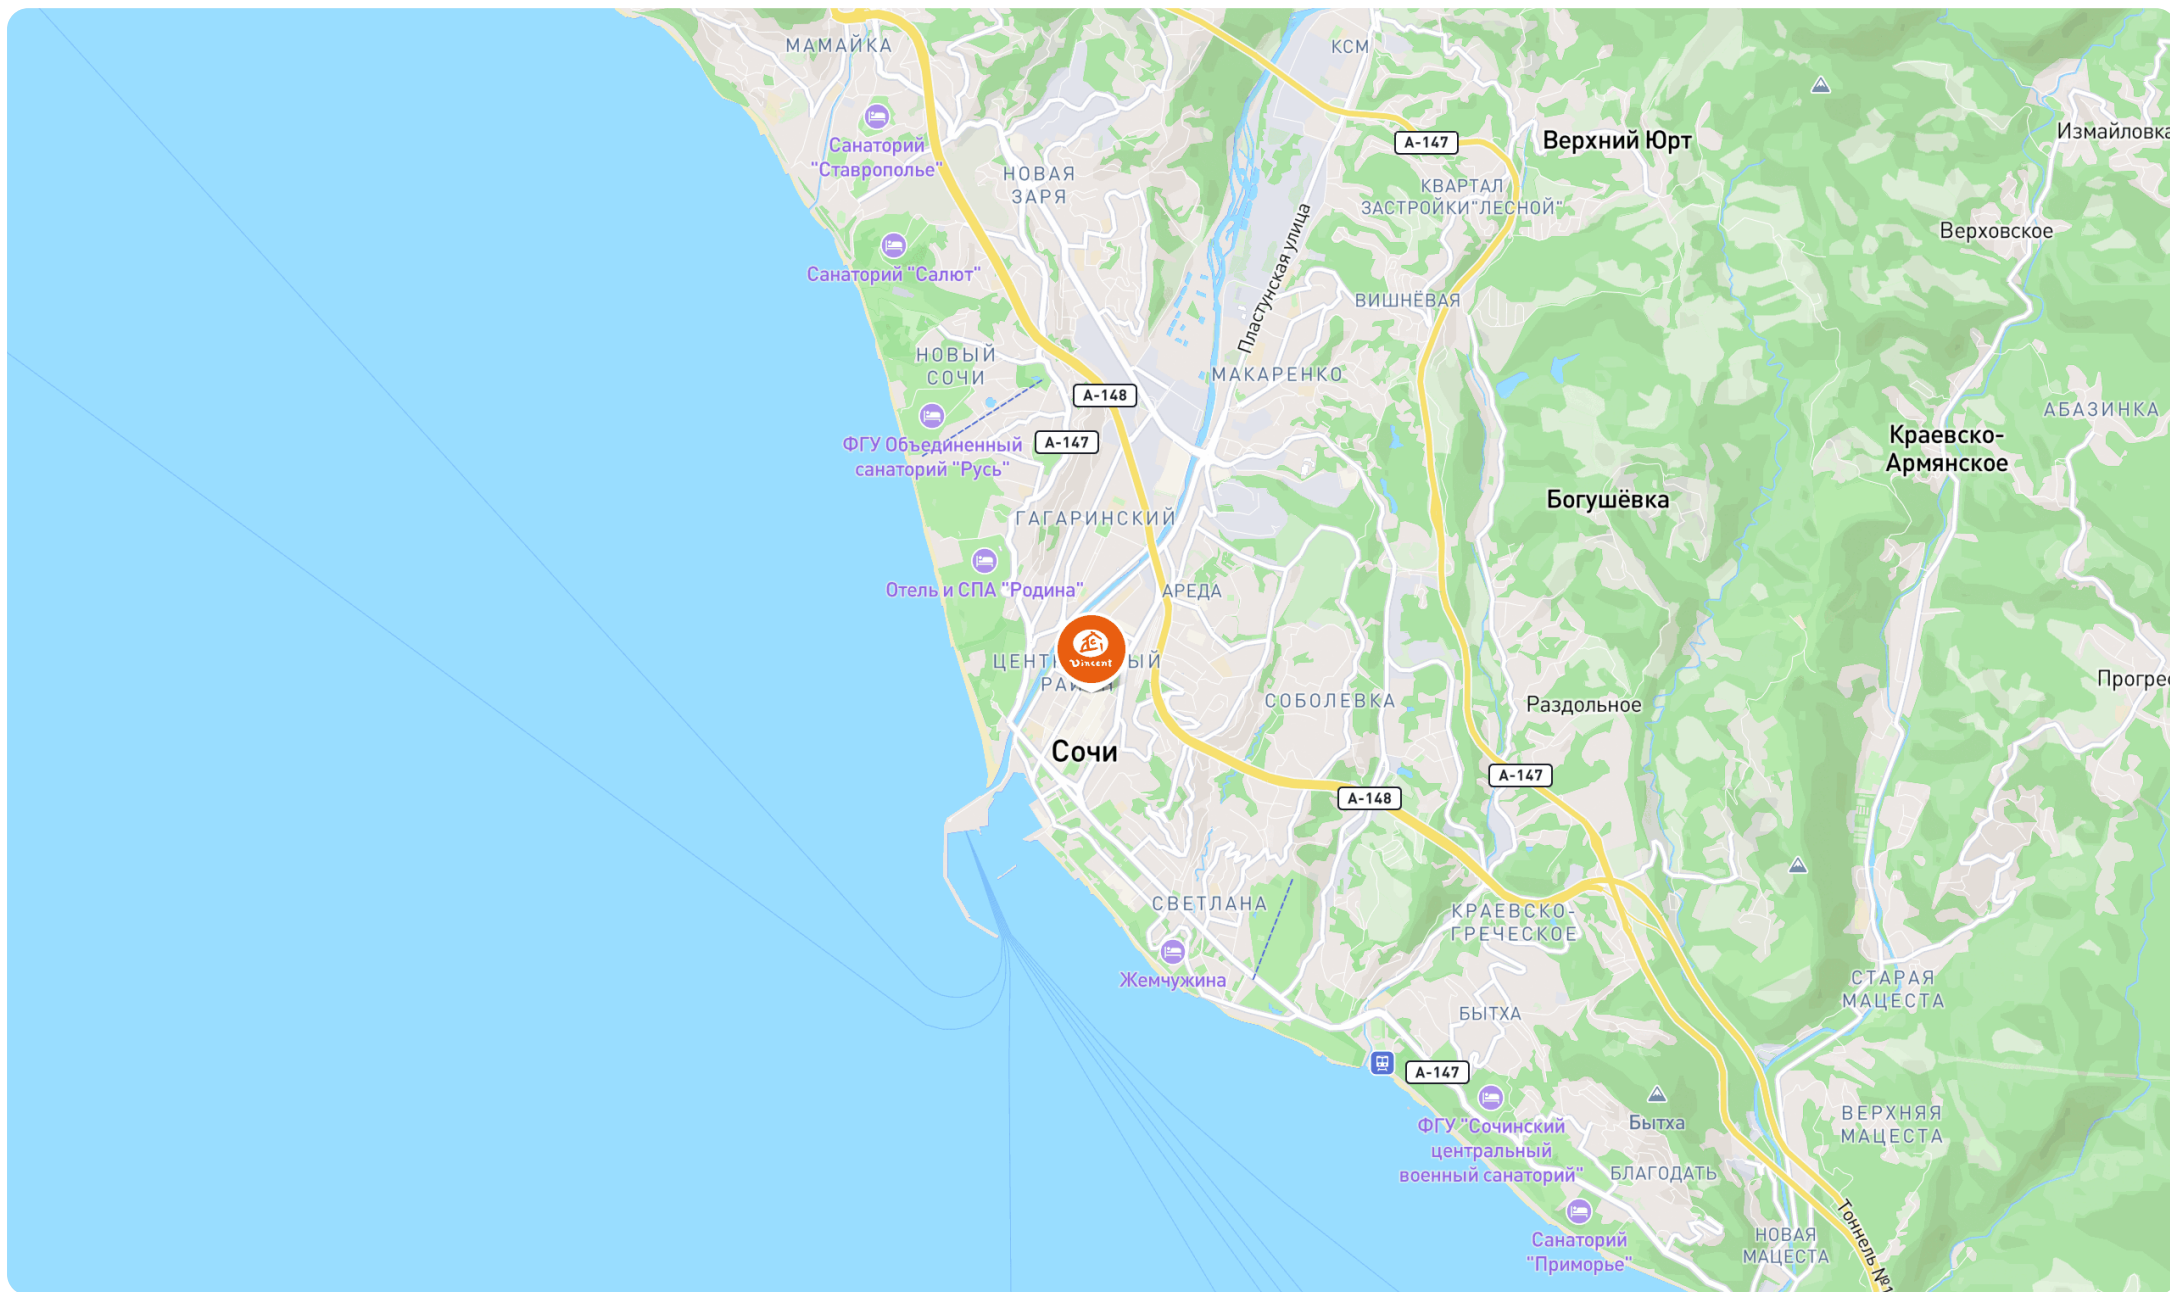 МАМАЙКА
КСМ
Измайловка
А-147
Верхний Юрт
Санаторий
"Ставрополье"
НОВАЯ
ЗАРЯ
КВАРТАЛ
ЗАСТРОЙКИ"ЛЕСНОЙ"
Верховское
Пластунская улица
Санаторий "Салют"
ВИШНЁВАЯ
НОВЫЙ
СОЧИ
МАКАРЕНКО
А-148
АБАЗИНКА
ФГУ Объединенный
санаторий "Русь"
А-147
Краевско-
Армянское
Богушёвка
ГАГАРИНСКИЙ
Отель и СПА "Родина"
АРЕДА
Vincent
Прогрес
СОБОЛЕВКА
Раздольное
Сочи
А-147
А-148
СВЕТЛАНА
КРАЕВСКО-
ГРЕЧЕСКОЕ
Жемчужина
СТАРАЯ
МАЦЕСТА
БЫТХА
А-147
ФГУ "Сочинский
центральный
военный санаторий"
Бытха
ВЕРХНЯЯ
МАЦЕСТА
БЛАГОДАТЬ
Санаторий
"Приморье"
НОВАЯ
МАЦЕСТА
Тоннель №1